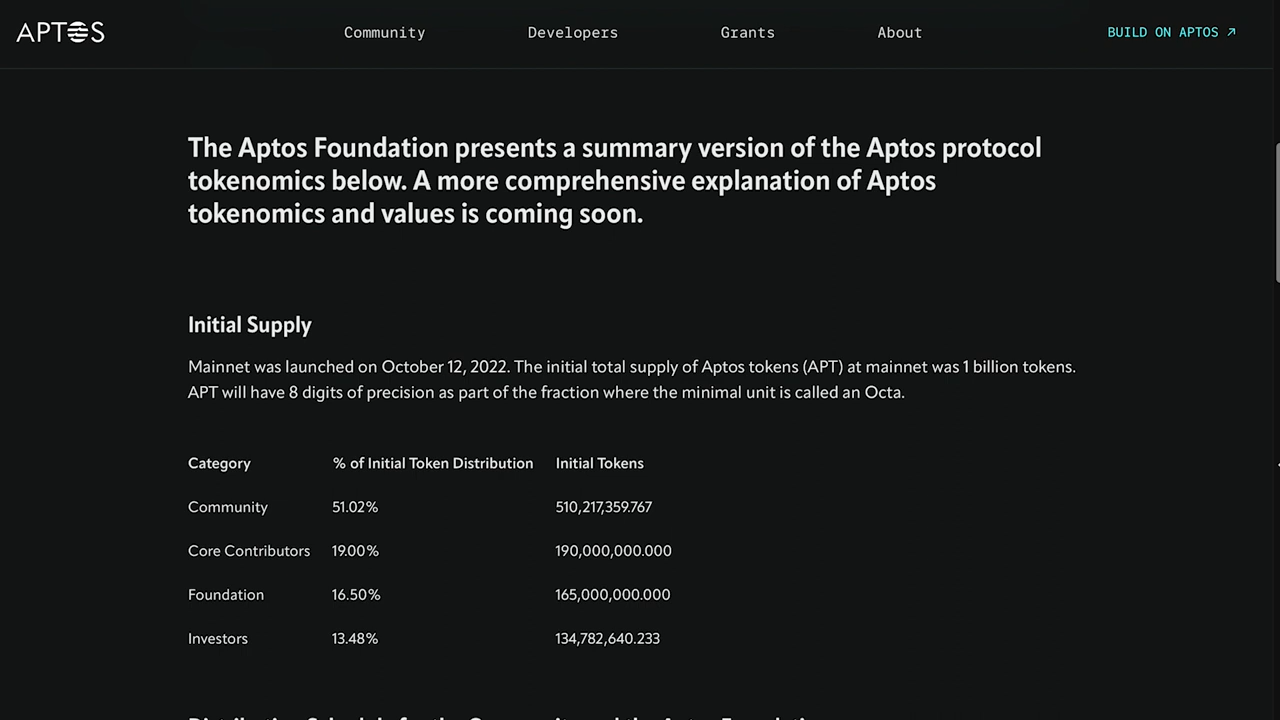 APTOS
Community Developers Grants About BUILD ON APTOS ↗
The Aptos Foundation presents a summary version of the Aptos protocol
tokenomics below. A more comprehensive explanation of Aptos
tokenomics and values is coming soon.
Initial Supply
Mainnet was launched on October 12, 2022. The initial total supply of Aptos tokens (APT) at mainnet was 1 billion tokens.
APT will have 8 digits of precision as part of the fraction where the minimal unit is called an Octa.
Category % of Initial Token Distribution Initial Tokens
Community 51.02% 510,217,359.767
Core Contributors 19.00% 190,000,000.000
Foundation 16.50% 165,000,000.000
Investors 13.48% 134,782,640.233